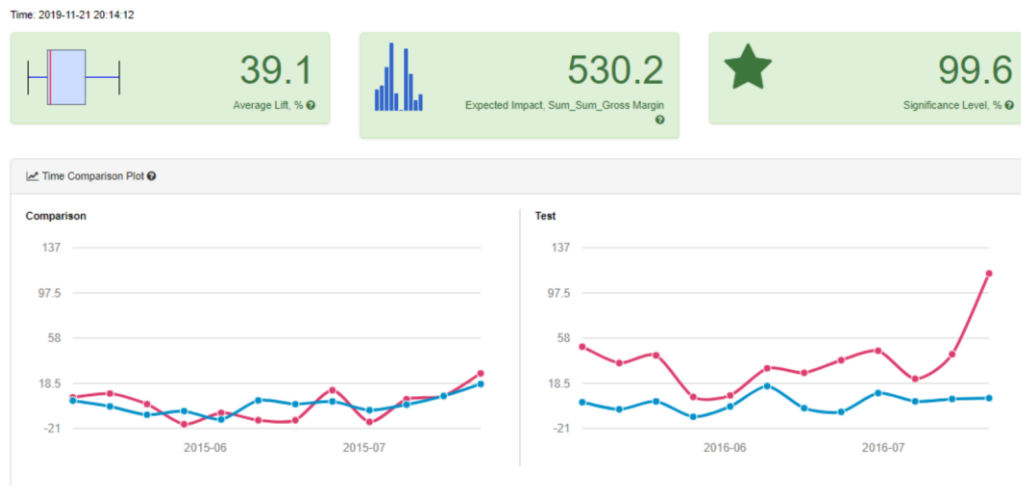 Time: 2019-11-21 20:14:12
39.1
Average Lift, %
530.2
Expected Impact, Sum_Sum_Gross Margin
99.6
Significance Level, %
Time Comparison Plot
Comparison
137
97.5
58
18.5
-21
2015-06 2015-07
Test
137
97.5
58
18.5
-21
2016-06 2016-07